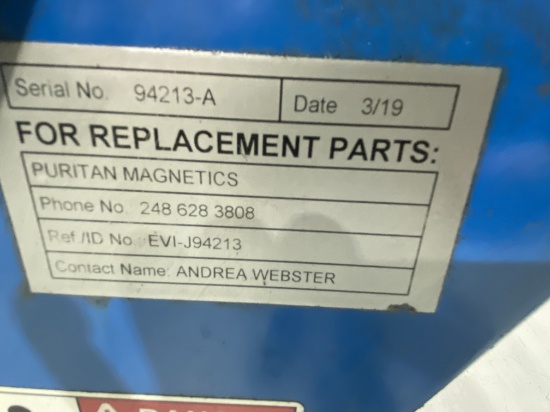 Serial No. 94213-A Date 3/19
FOR REPLACEMENT PARTS:
PURITAN MAGNETICS
Phone No. 248 628 3808
Ref./ID No. EVI-J94213
Contact Name: ANDREA WEBSTER